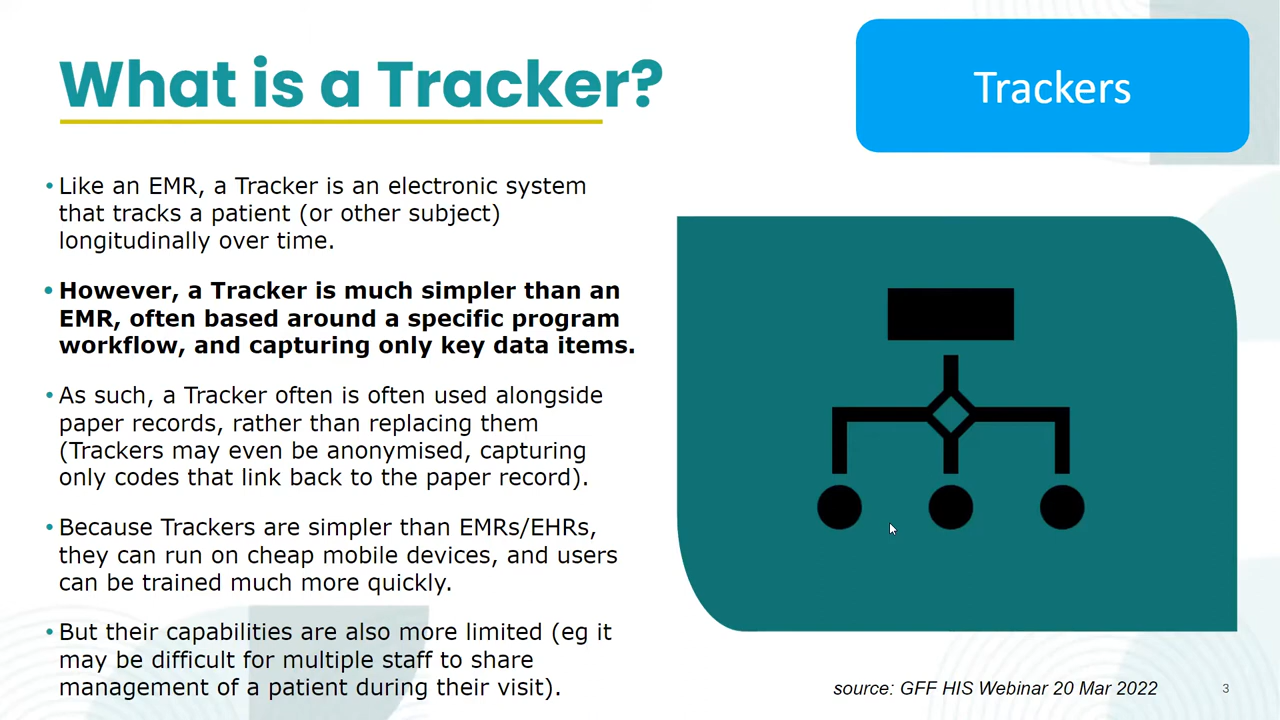 What is a Tracker?
Trackers
•Like an EMR, a Tracker is an electronic system
that tracks a patient (or other subject)
longitudinally over time.
•However, a Tracker is much simpler than an
EMR, often based around a specific program
workflow, and capturing only key data items.
•As such, a Tracker often is often used alongside
paper records, rather than replacing them
(Trackers may even be anonymised, capturing
only codes that link back to the paper record).
•Because Trackers are simpler than EMRs/EHRs,
they can run on cheap mobile devices, and users
can be trained much more quickly.
•But their capabilities are also more limited (eg it
may be difficult for multiple staff to share
management of a patient during their visit).
source: GFF HIS Webinar 20 Mar 2022
3